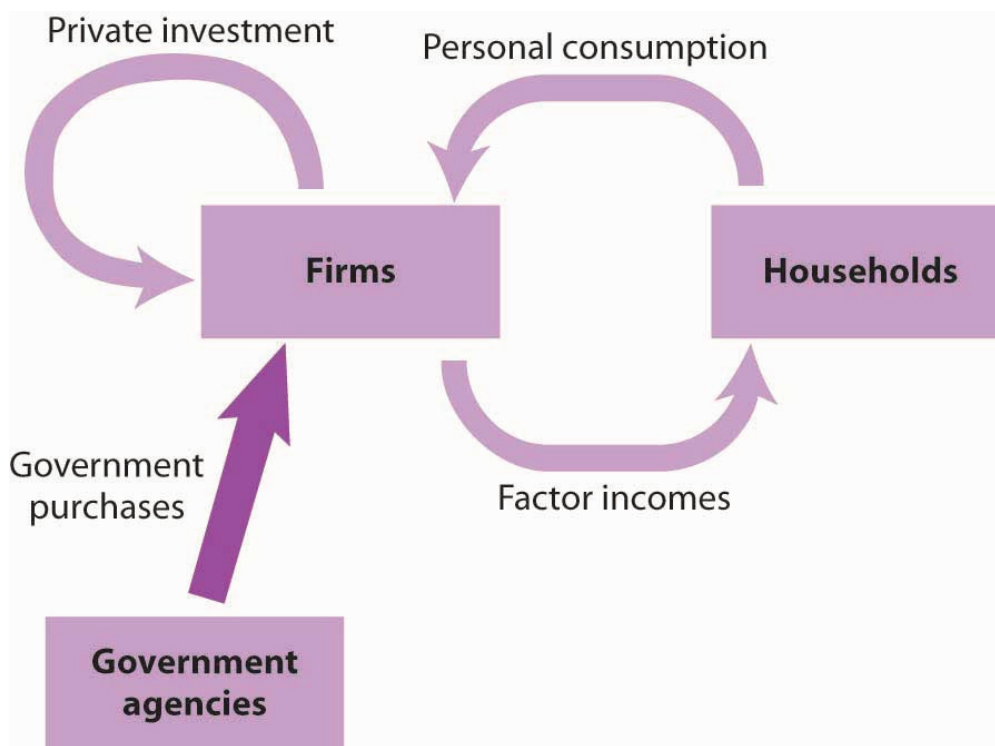 Private investment
Personal consumption
Firms
Households
Government
purchases
Factor incomes
Government
agencies